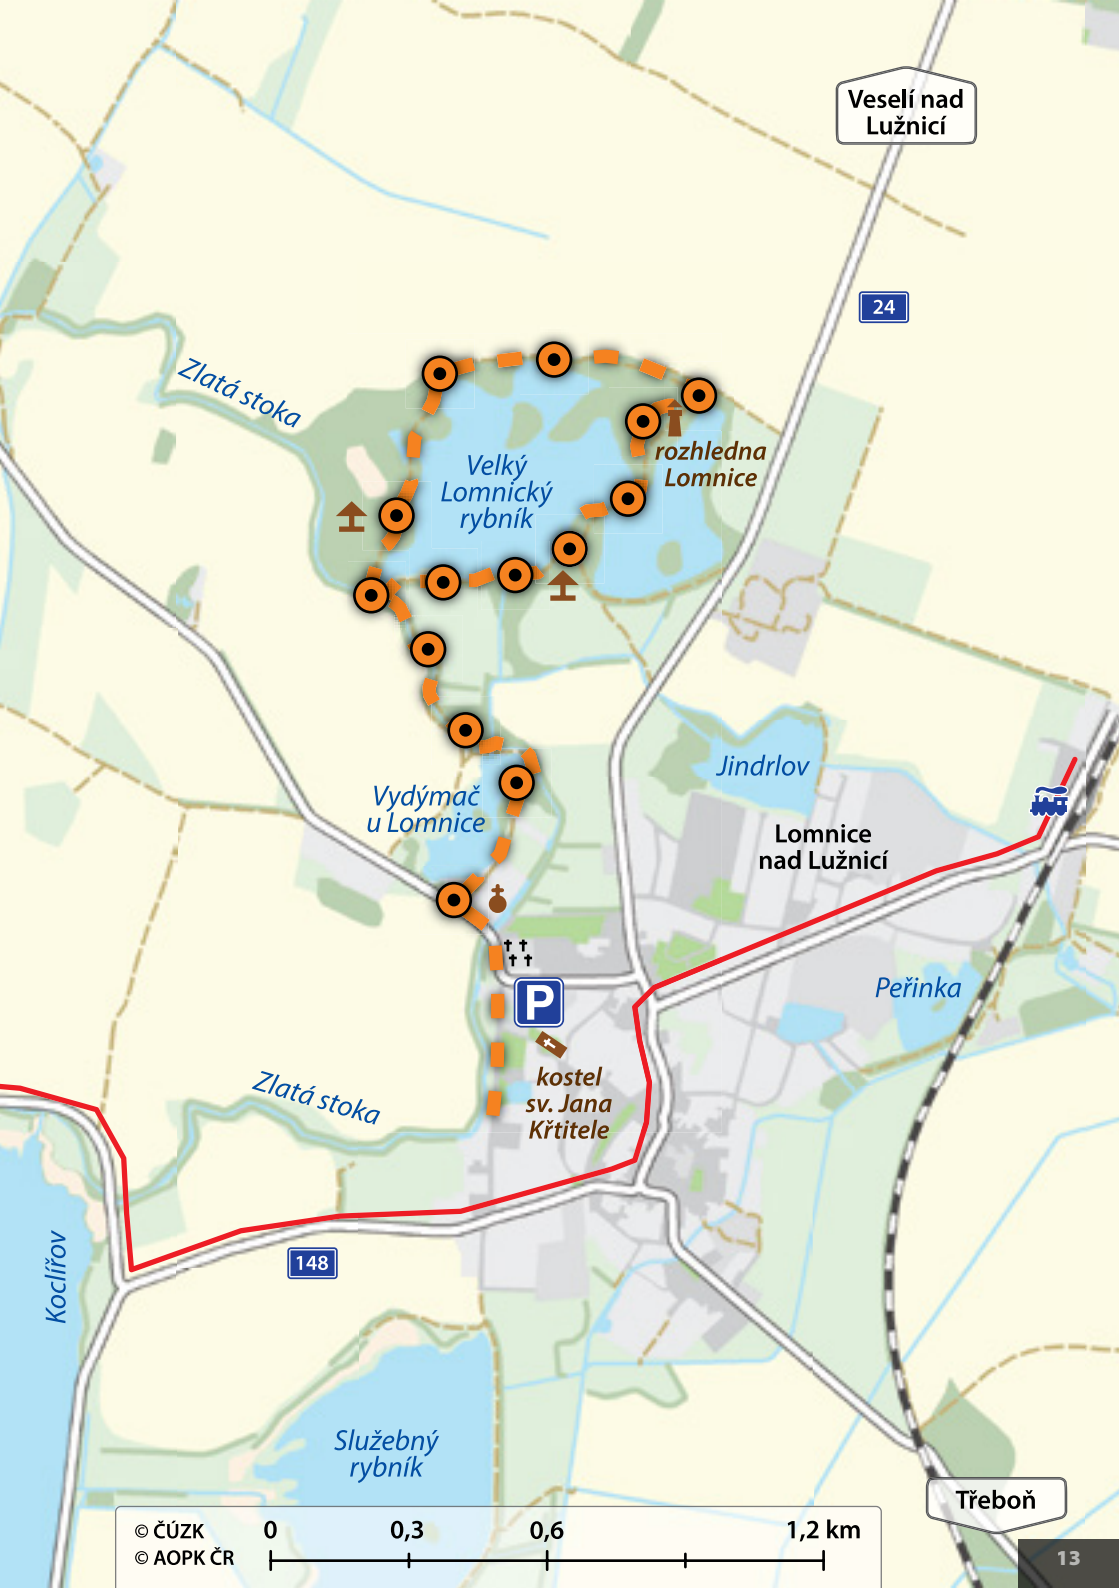 Veselí nad
Lužnicí
24
Zlatá stoka
Velký
Lomnický
rybník
rozhledna
Lomnice
Jindrlov
Vydýmač
u Lomnice
Lomnice
nad Lužnicí
Peřinka
P
kostel
sv. Jana
Křtitele
Zlatá stoka
Koclířov
148
Služebný
rybník
Třeboň
© ČÚZK
© AOPK ČR
0
0,3
0,6
1,2 km
13